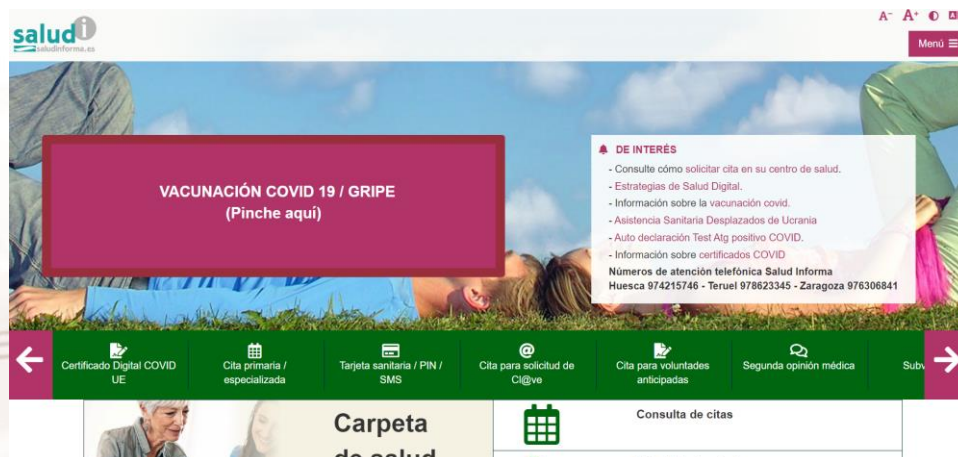 A⁻ A⁺
salud i
saludinforma.es
Menú
VACUNACIÓN COVID 19 / GRIPE
(Pinche aquí)
DE INTERÉS
- Consulte cómo solicitar cita en su centro de salud.
- Estrategias de Salud Digital.
- Información sobre la vacunación covid.
- Asistencia Sanitaria Desplazados de Ucrania
- Auto declaración Test Atg positivo COVID.
- Información sobre certificados COVID
Números de atención telefónica Salud Informa
Huesca 974215746 - Teruel 978623345 - Zaragoza 976306841
Certificado Digital COVID
UE
Cita primaria /
especializada
Tarjeta sanitaria / PIN /
SMS
@
Cita para solicitud de
Cl@ve
Cita para voluntades
anticipadas
Segunda opinión médica
Subv
Carpeta
de salud
Consulta de citas